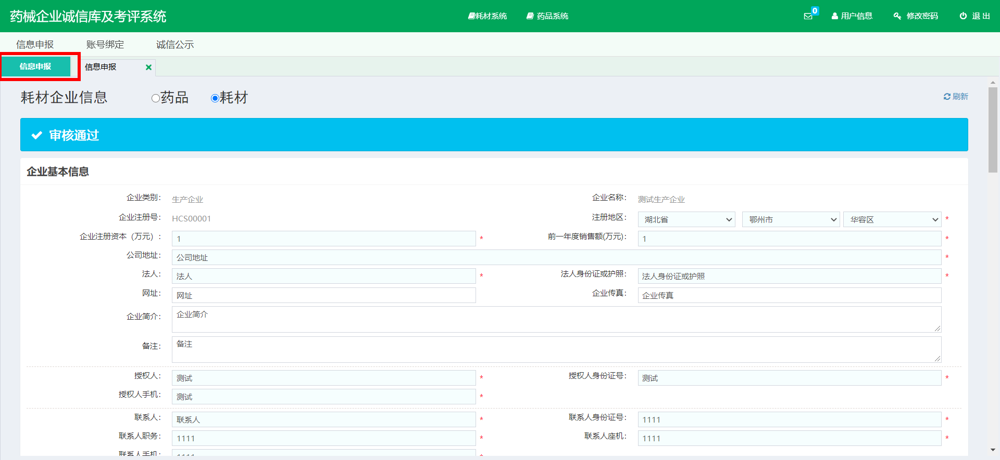 药械企业诚信库及考评系统 耗材系统 药品系统 0 用户信息 修改密码 退 出
信息申报 账号绑定 诚信公示
信息申报 信息申报
耗材企业信息 药品 耗材 刷新
审核通过
企业基本信息
企业类别： 生产企业 企业名称： 测试生产企业
企业注册号： HCS00001 注册地区： 湖北省 鄂州市 华容区 *
企业注册资本（万元）： 1 * 前一年度销售额(万元)： 1 *
公司地址： 公司地址 *
法人： 法人 * 法人身份证或护照： 法人身份证或护照 *
网址： 网址 企业传真： 企业传真
企业简介： 企业简介
备注： 备注
授权人： 测试 * 授权人身份证号： 测试 *
授权人手机： 测试 *
联系人： 联系人 * 联系人身份证号： 1111 *
联系人职务： 1111 * 联系人座机： 1111 *
联系人手机： 1111 *